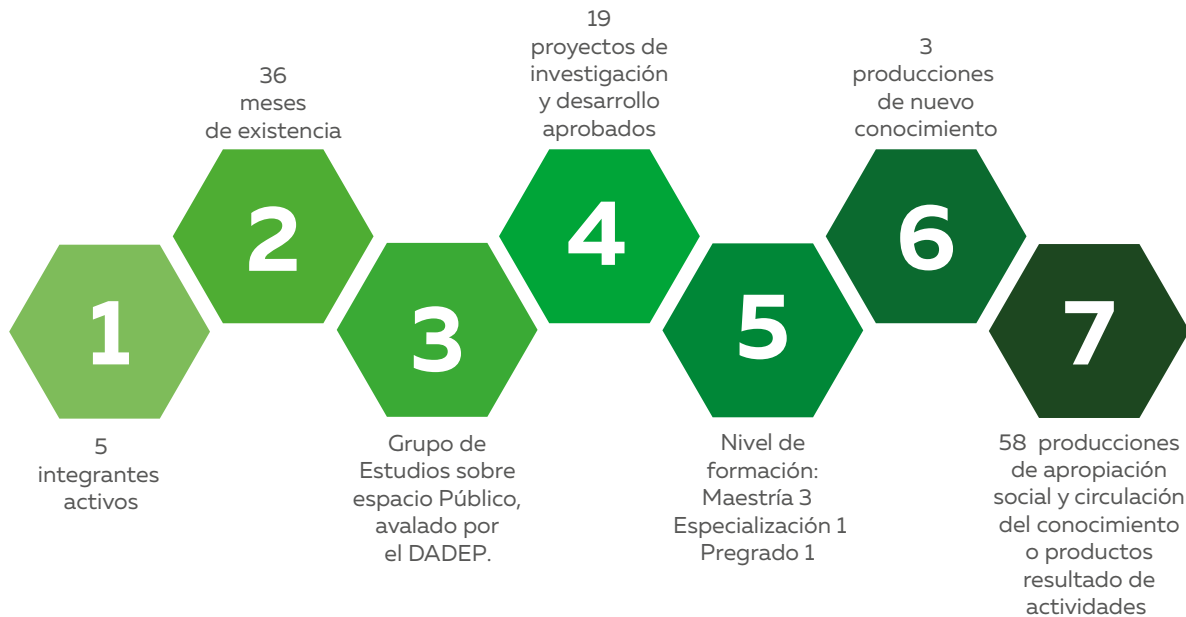 1
5
integrantes
activos
2
36
meses
de existencia
3
Grupo de
Estudios sobre
espacio Público,
avalado por
el DADEP.
4
19
proyectos de
investigación
y desarrollo
aprobados
5
Nivel de
formación:
Maestría 3
Especialización 1
Pregrado 1
6
3
producciones
de nuevo
conocimiento
7
58 producciones
de apropiación
social y circulación
del conocimiento
o productos
resultado de
actividades